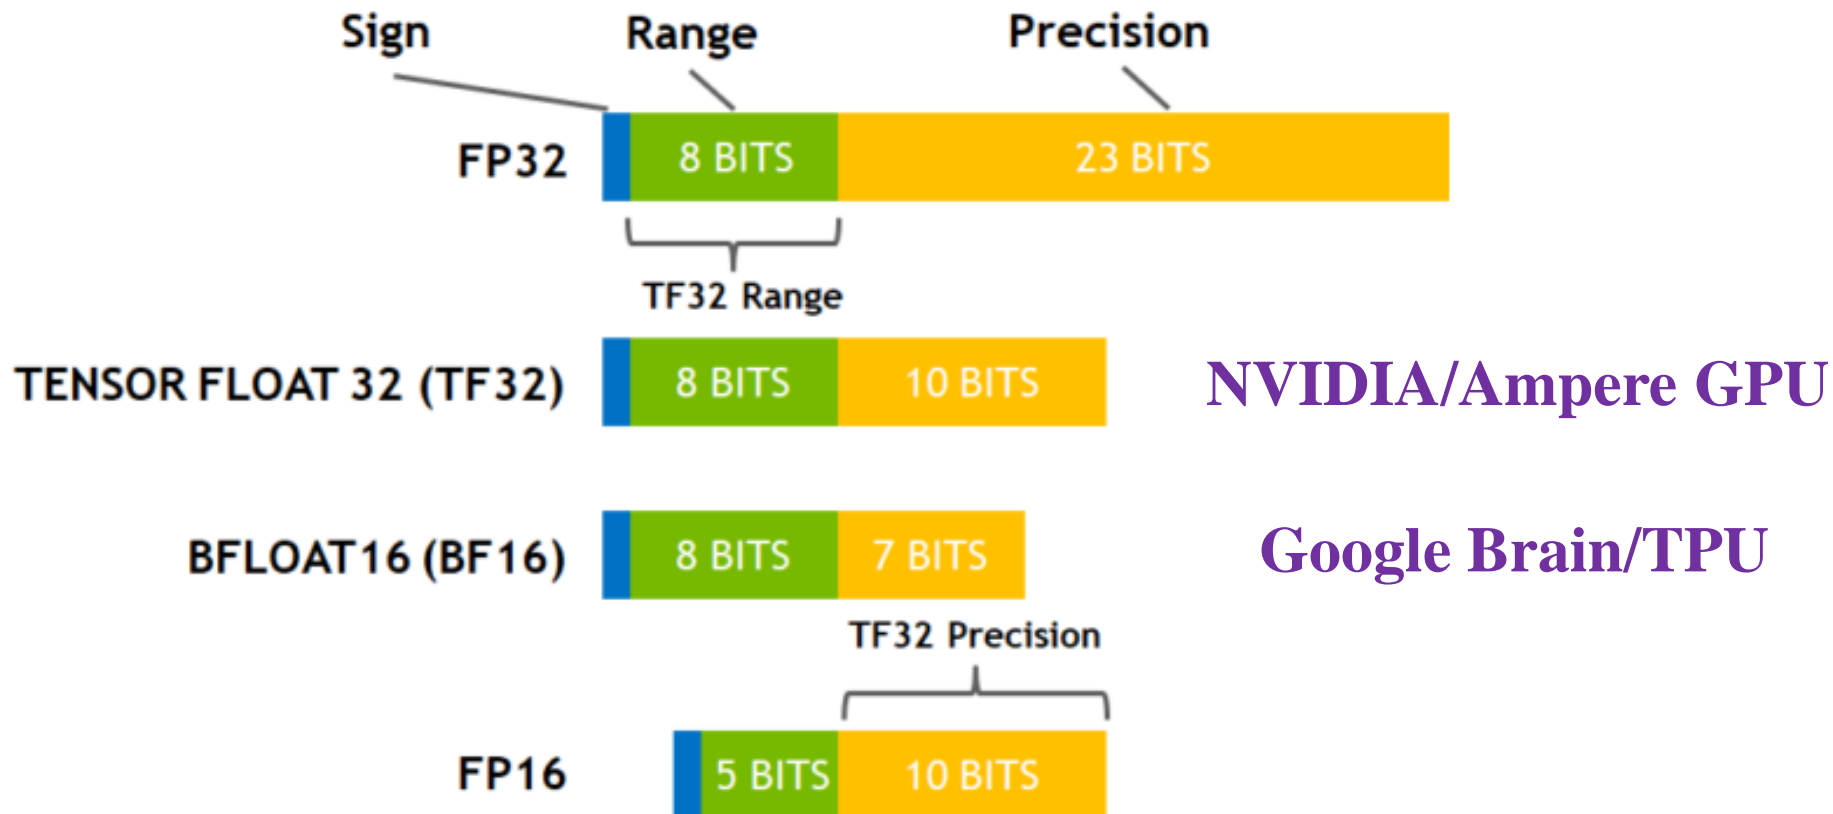 Sign Range Precision
FP32 8 BITS 23 BITS
TF32 Range
TENSOR FLOAT 32 (TF32) 8 BITS 10 BITS NVIDIA/Ampere GPU
BFLOAT16 (BF16) 8 BITS 7 BITS Google Brain/TPU
TF32 Precision
FP16 5 BITS 10 BITS